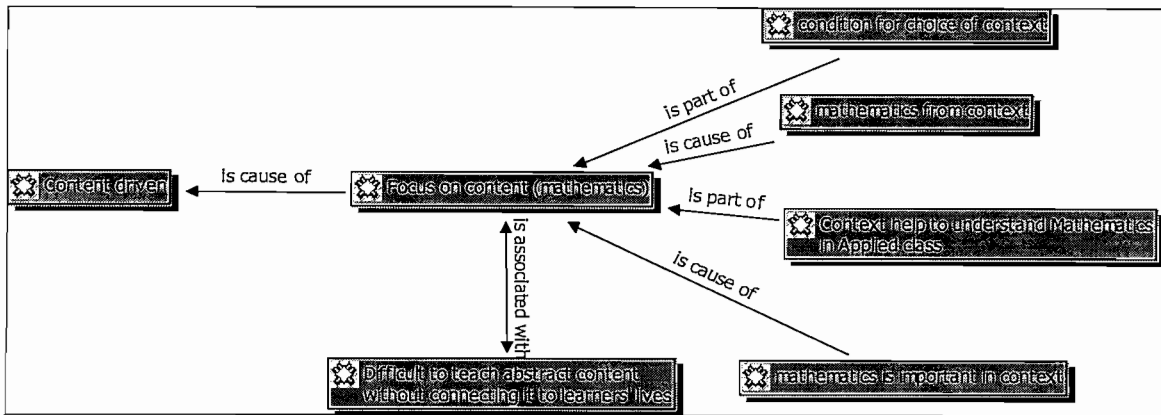 condition for choice of context
is part of
mathematics from context
is cause of
Content driven
is cause of
Focus on content (mathematics)
is part of
Context help to understand Mathematics
in Applied class
is associated with
is cause of
Difficult to teach abstract content
without connecting it to learners' lives
mathematics is important in context